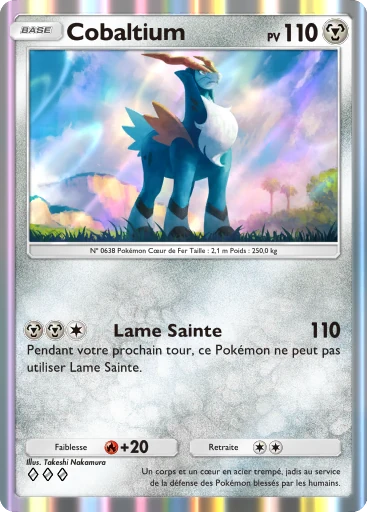 BASE Cobaltium PV 110
N° 0638 Pokémon Cœur de Fer Taille : 2,1 m Poids : 250,0 kg
Lame Sainte 110
Pendant votre prochain tour, ce Pokémon ne peut pas
utiliser Lame Sainte.
Faiblesse +20 Retraite
Illus. Takeshi Nakamura
Un corps et un cœur en acier trempé, jadis au service
de la défense des Pokémon blessés par les humains.